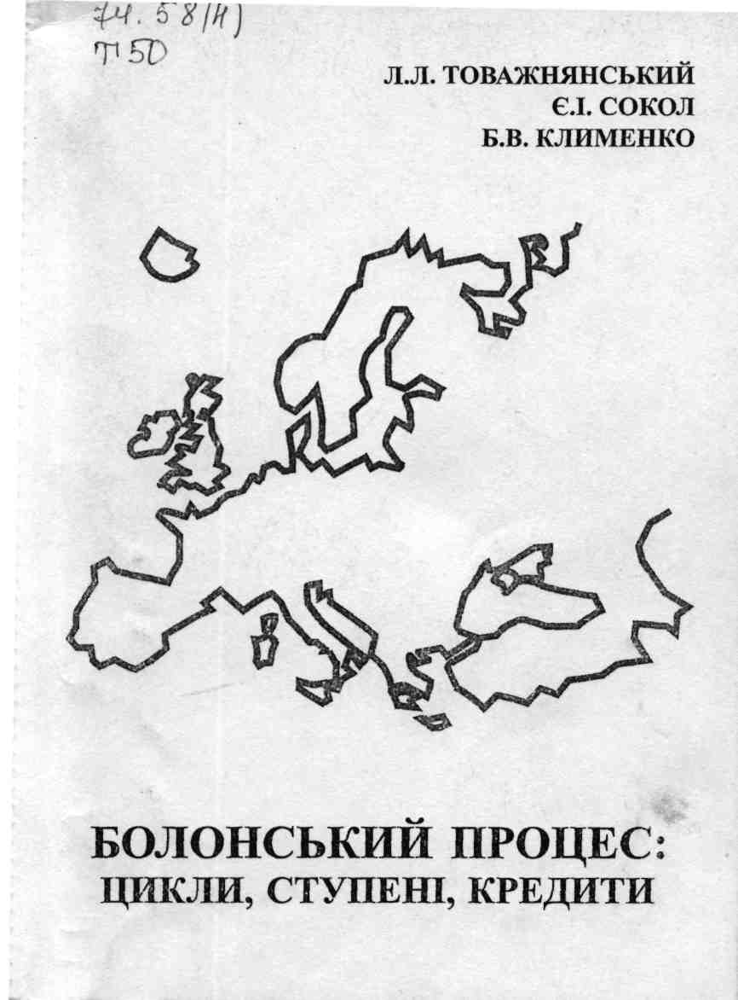 74.58(4)
Т50
Л.Л. ТОВАЖНЯНСЬКИЙ
Є.І. СОКОЛ
Б.В. КЛИМЕНКО
БОЛОНСЬКИЙ ПРОЦЕС:
ЦИКЛИ, СТУПЕНІ, КРЕДИТИ